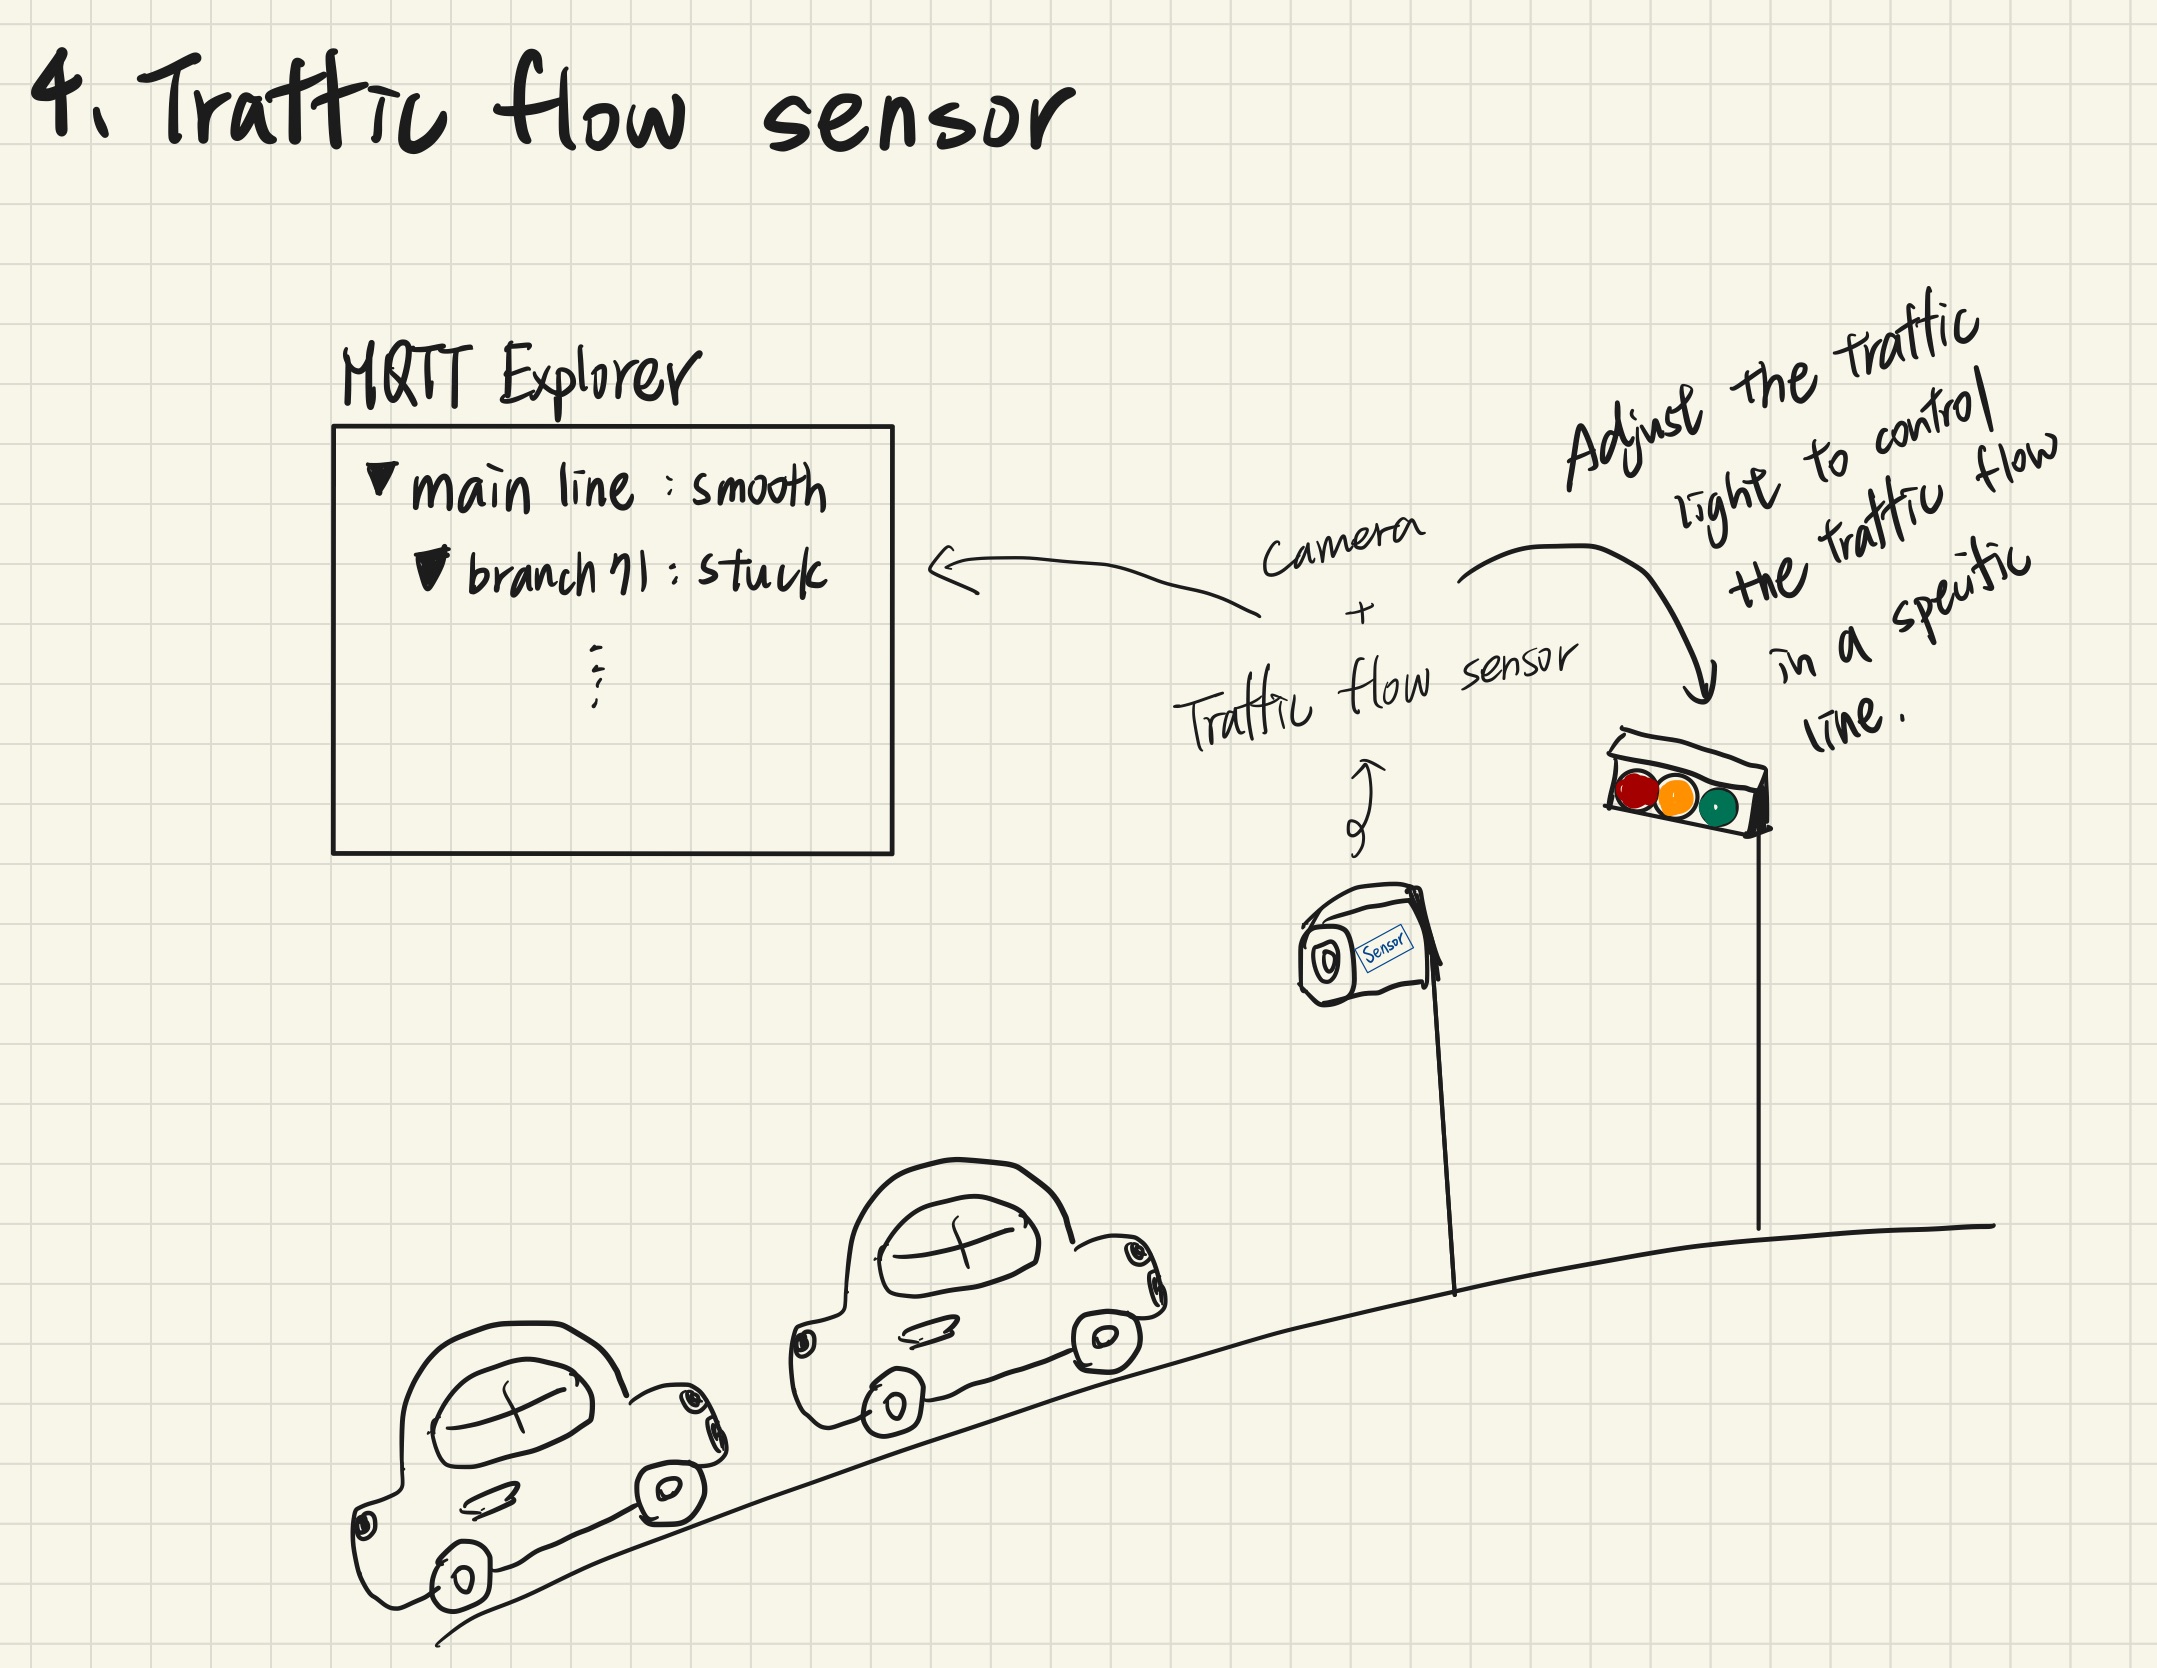 4. Traffic flow sensor
MQTT Explorer
▼ main line : smooth
▼ branch 71 : stuck
Camera
+
Traffic flow sensor
Adjust the traffic
light to control
the traffic flow
in a specific
line.
Sensor